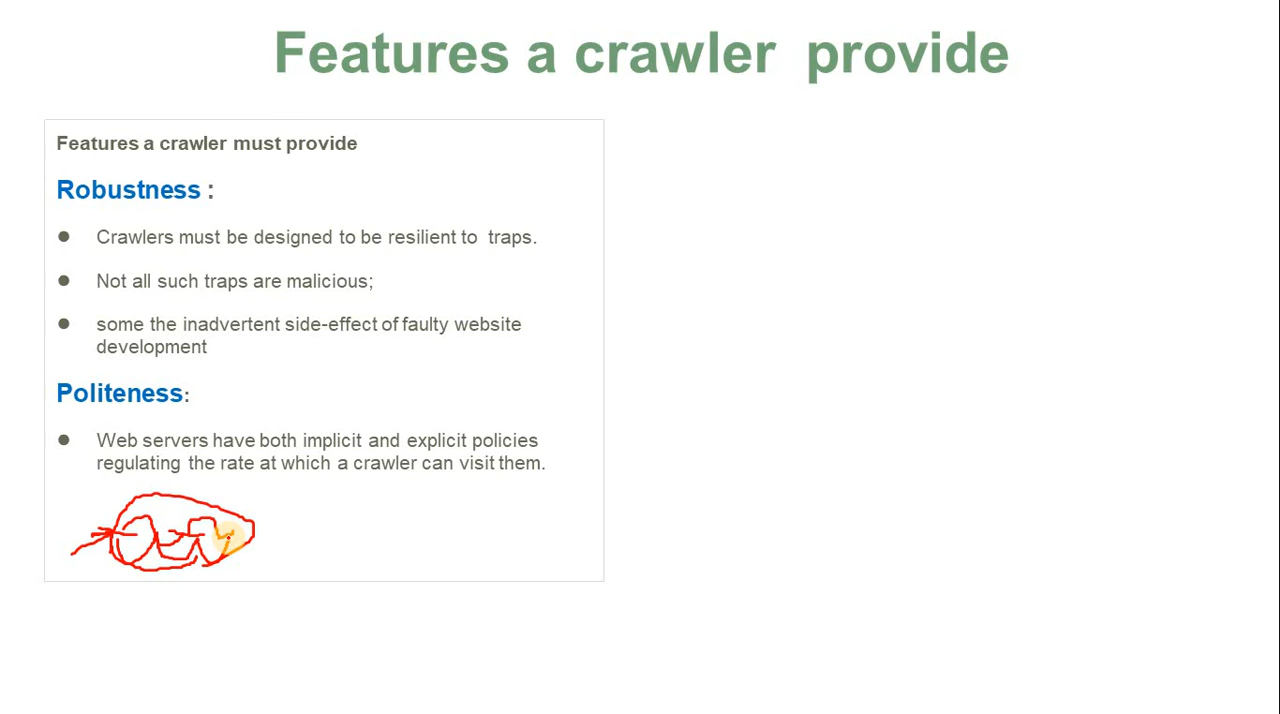 Features a crawler provide
Features a crawler must provide
Robustness :
● Crawlers must be designed to be resilient to traps.
● Not all such traps are malicious;
● some the inadvertent side-effect of faulty website
development
Politeness:
● Web servers have both implicit and explicit policies
regulating the rate at which a crawler can visit them.